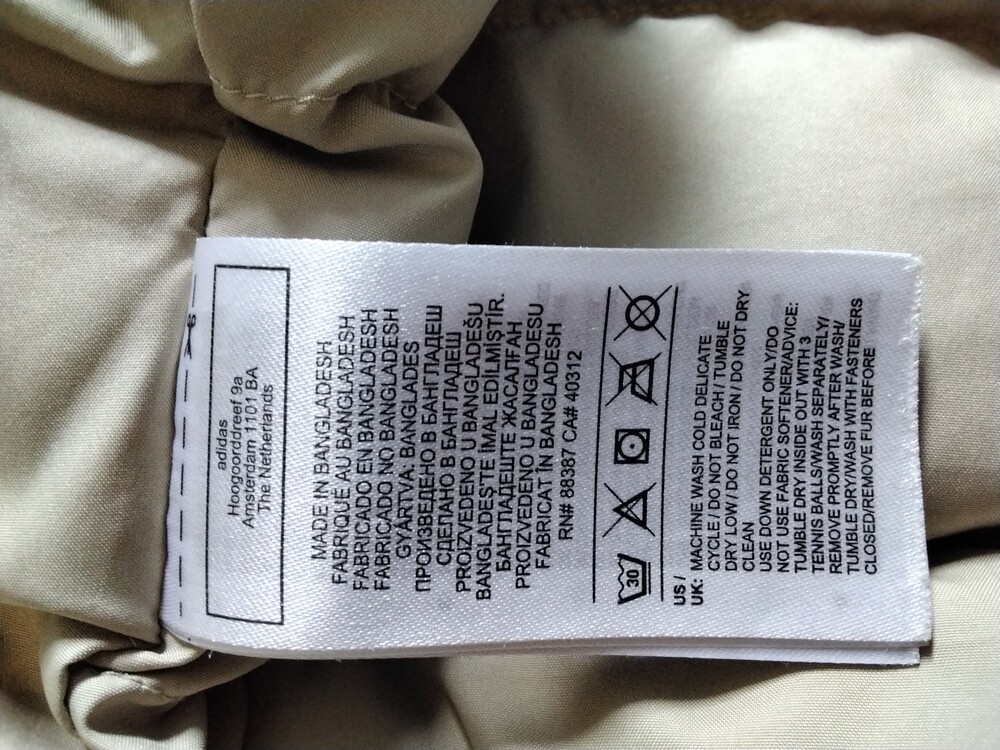 adidas
Hoogoorddreef 9a
Amsterdam 1101 BA
The Netherlands
MADE IN BANGLADESH
FABRIQUÉ AU BANGLADESH
FABRICADO EN BANGLADESH
FABRICADO NO BANGLADESH
GYÁRTVA: BANGLADES
ПРОИЗВЕДЕНО В БАНГЛАДЕШ
СДЕЛАНО В БАНГЛАДЕШ
PROIZVEDENO U BANGLADEŠU
BANGLADEŞ'TE İMAL EDİLMİŞTİR.
БАНГЛАДЕШТЕ ЖАСАЛҒАН
PROIZVEDENO U BANGLADEŠU
FABRICAT ÎN BANGLADESH
RN# 88387 CA# 40312
30
US /
UK: MACHINE WASH COLD DELICATE
CYCLE / DO NOT BLEACH / TUMBLE
DRY LOW / DO NOT IRON / DO NOT DRY
CLEAN
USE DOWN DETERGENT ONLY/DO
NOT USE FABRIC SOFTENER/ADVICE:
TUMBLE DRY INSIDE OUT WITH 3
TENNIS BALLS/WASH SEPARATELY/
REMOVE PROMPTLY AFTER WASH/
TUMBLE DRY/WASH WITH FASTENERS
CLOSED/REMOVE FUR BEFORE